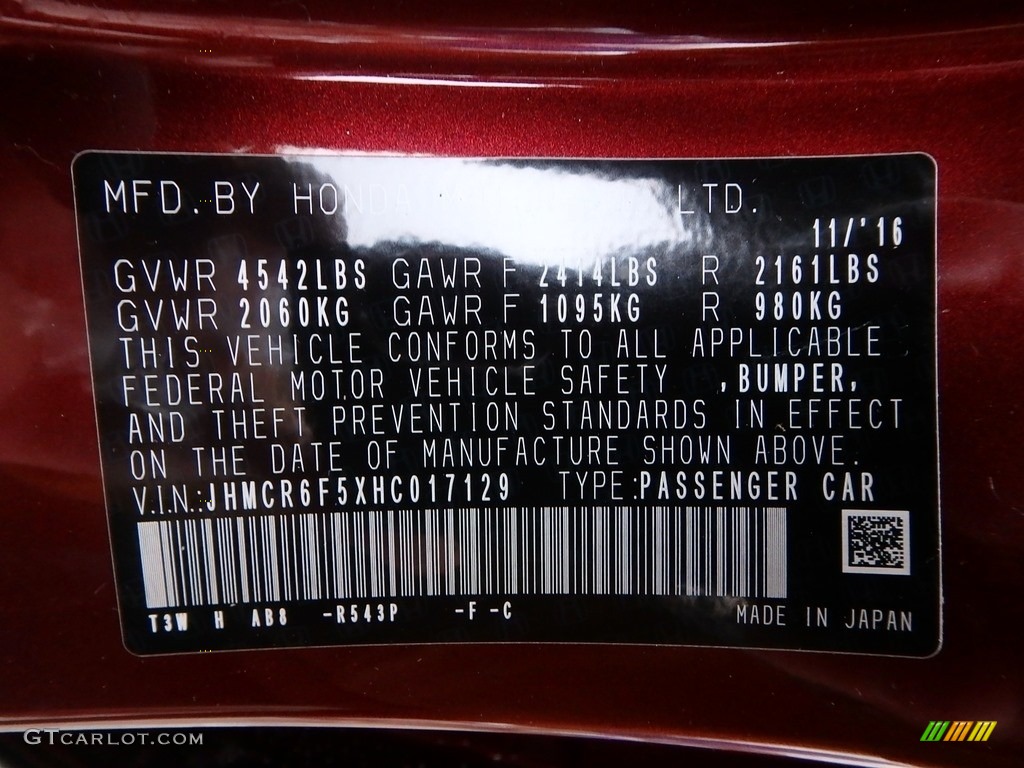 MFD. BY HONDA LTD.
11/'16
GVWR 4542LBS GAWR F 2414LBS R 2161LBS
GVWR 2060KG GAWR F 1095KG R 980KG
THIS VEHICLE CONFORMS TO ALL APPLICABLE
FEDERAL MOTOR VEHICLE SAFETY ,BUMPER,
AND THEFT PREVENTION STANDARDS IN EFFECT
ON THE DATE OF MANUFACTURE SHOWN ABOVE.
V.IN.:JHMCR6F5XHC017129 TYPE:PASSENGER CAR
T3W H AB8 -R543P -F -C
MADE IN JAPAN
GTCARLOT.COM